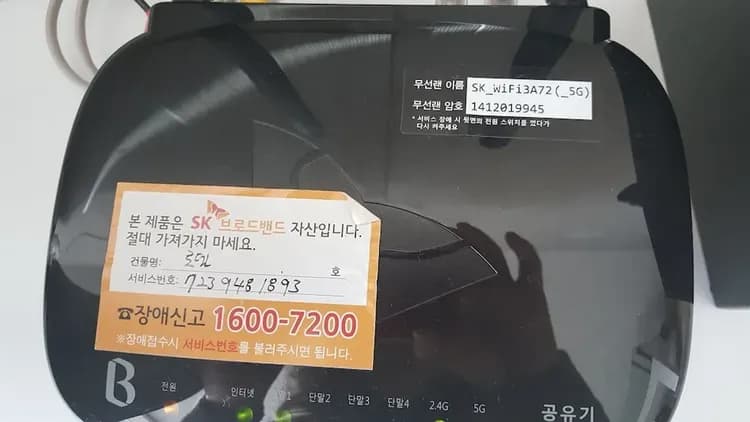 무선랜 이름 SK_WiFi3A72(_5G)
무선랜 암호 1412019945
* 서비스 장애 시 뒷면의 전원 스위치를 껐다가
다시 켜주세요
본 제품은 SK 브로드밴드 자산입니다.
절대 가져가지 마세요.
건물명: 호
서비스번호: 7239481893
☎장애신고 1600-7200
※장애접수시 서비스번호를 불러주시면 됩니다.
B 전원 인터넷 단말2 단말3 단말4 2.4G 5G 공유기